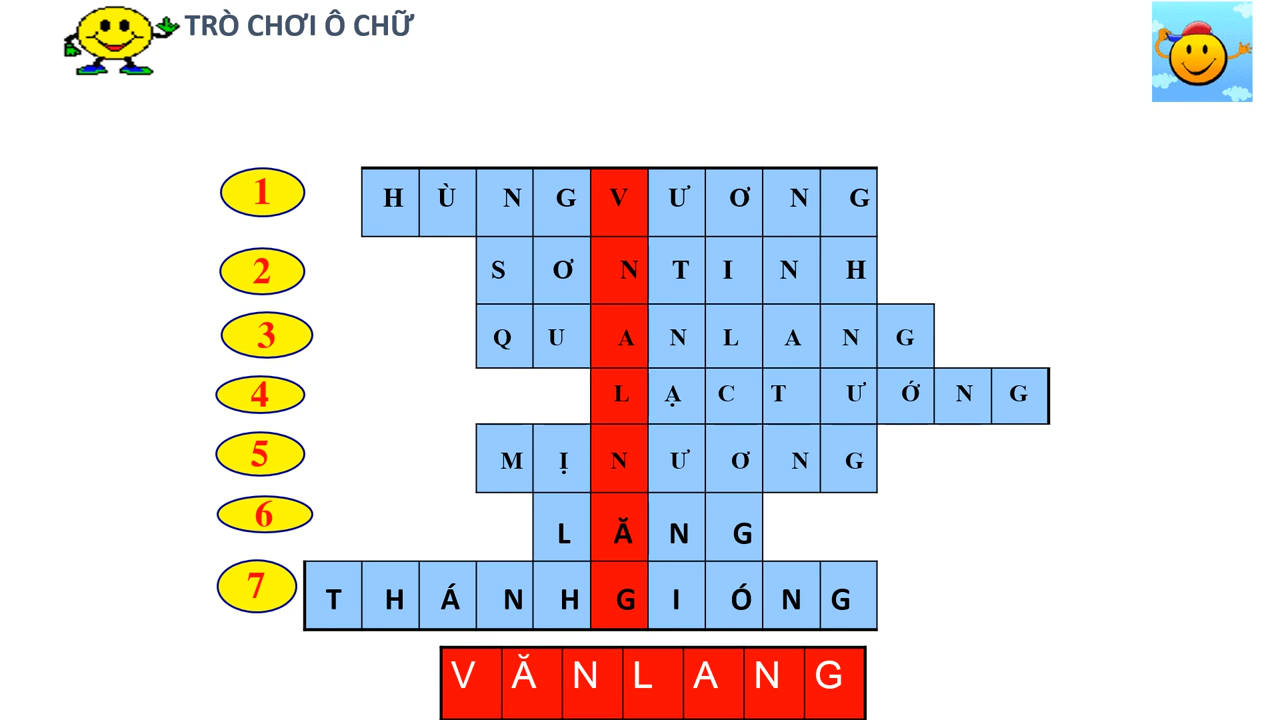 TRÒ CHƠI Ô CHỮ
1 H Ù N G V Ư Ơ N G
2 S Ơ N T I N H
3 Q U A N L A N G
4 L Ạ C T Ư Ớ N G
5 M Ị N Ư Ơ N G
6 L Ă N G
7 T H Á N H G I Ó N G
V Ă N L A N G